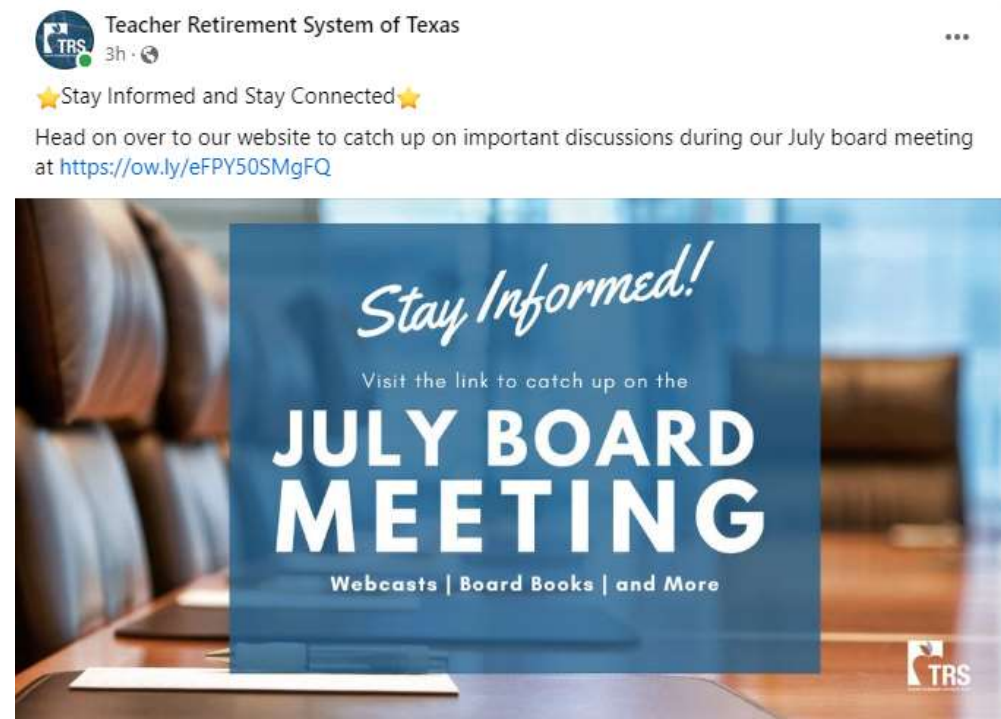 Teacher Retirement System of Texas
3h ·
⭐Stay Informed and Stay Connected⭐
Head on over to our website to catch up on important discussions during our July board meeting
at https://ow.ly/eFPY50SMgFQ
Stay Informed!
Visit the link to catch up on the
JULY BOARD
MEETING
Webcasts | Board Books | and More
TRS